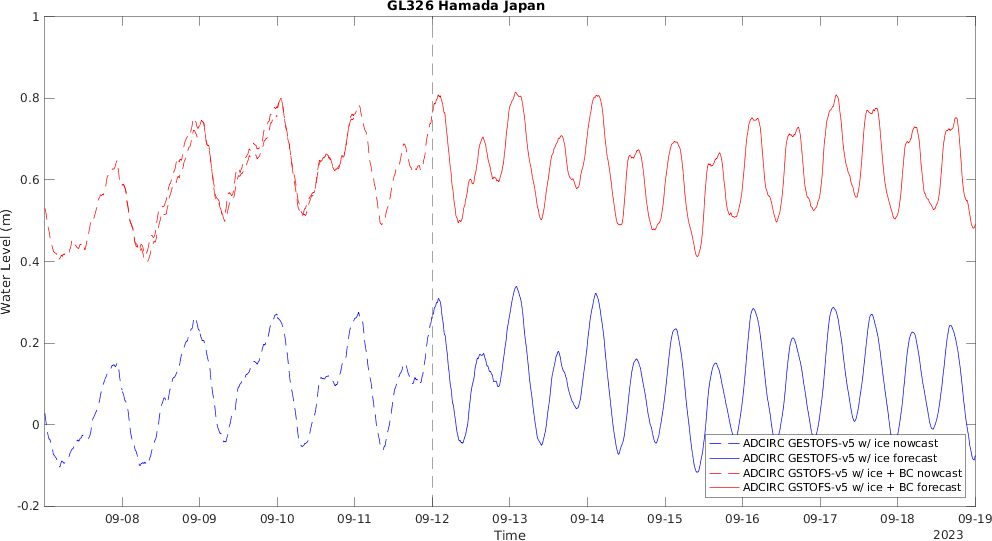 GL326 Hamada Japan
1
0.8
0.6
0.4
0.2
0
-0.2
Water Level (m)
09-08 09-09 09-10 09-11 09-12 09-13 09-14 09-15 09-16 09-17 09-18 09-19
Time
2023
ADCIRC GESTOFS-v5 w/ ice nowcast
ADCIRC GESTOFS-v5 w/ ice forecast
ADCIRC GSTOFS-v5 w/ ice + BC nowcast
ADCIRC GSTOFS-v5 w/ ice + BC forecast